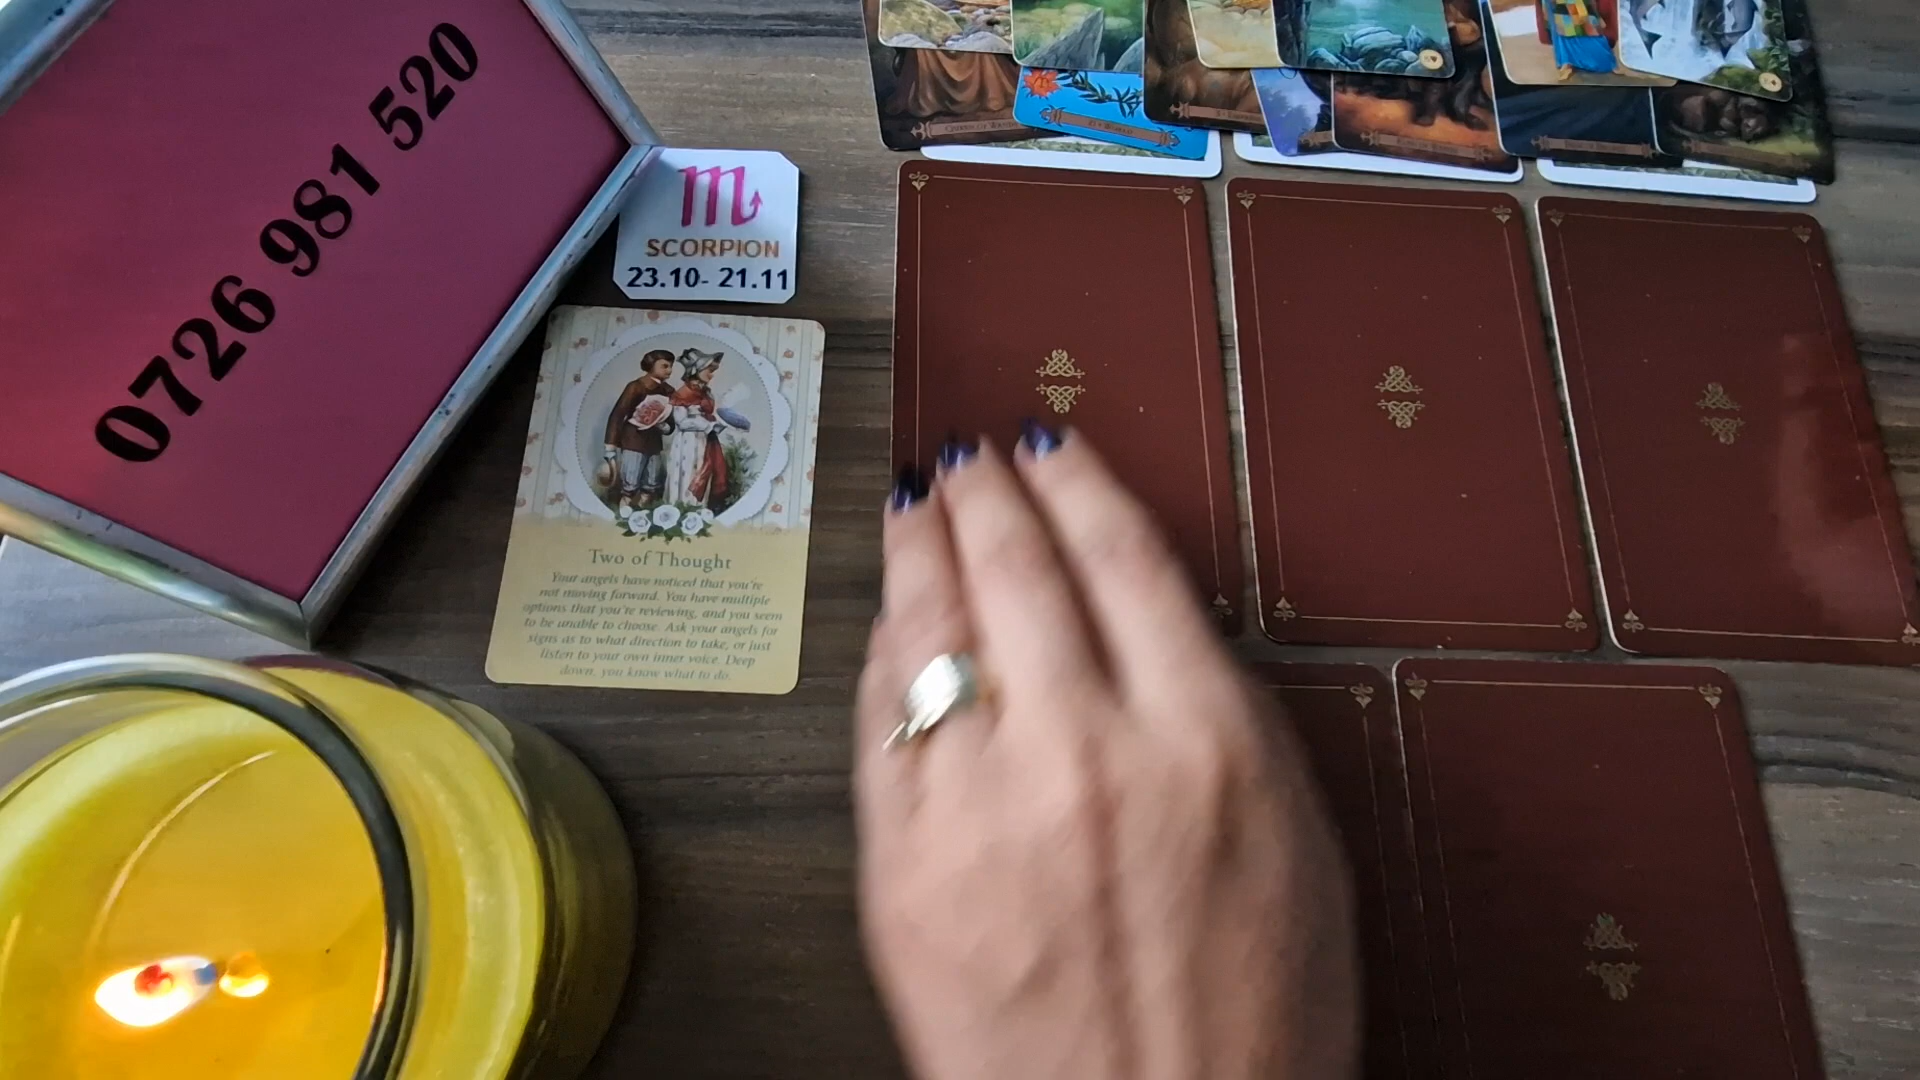 0726 981 520
SCORPION
23.10- 21.11
Two of Thought
Your angels have noticed that you're
not moving forward. You have multiple
options that you're reviewing, and you seem
to be unable to choose. Ask your angels for
signs as to what direction to take, or just
listen to your own inner voice. Deep
down, you know what to do.